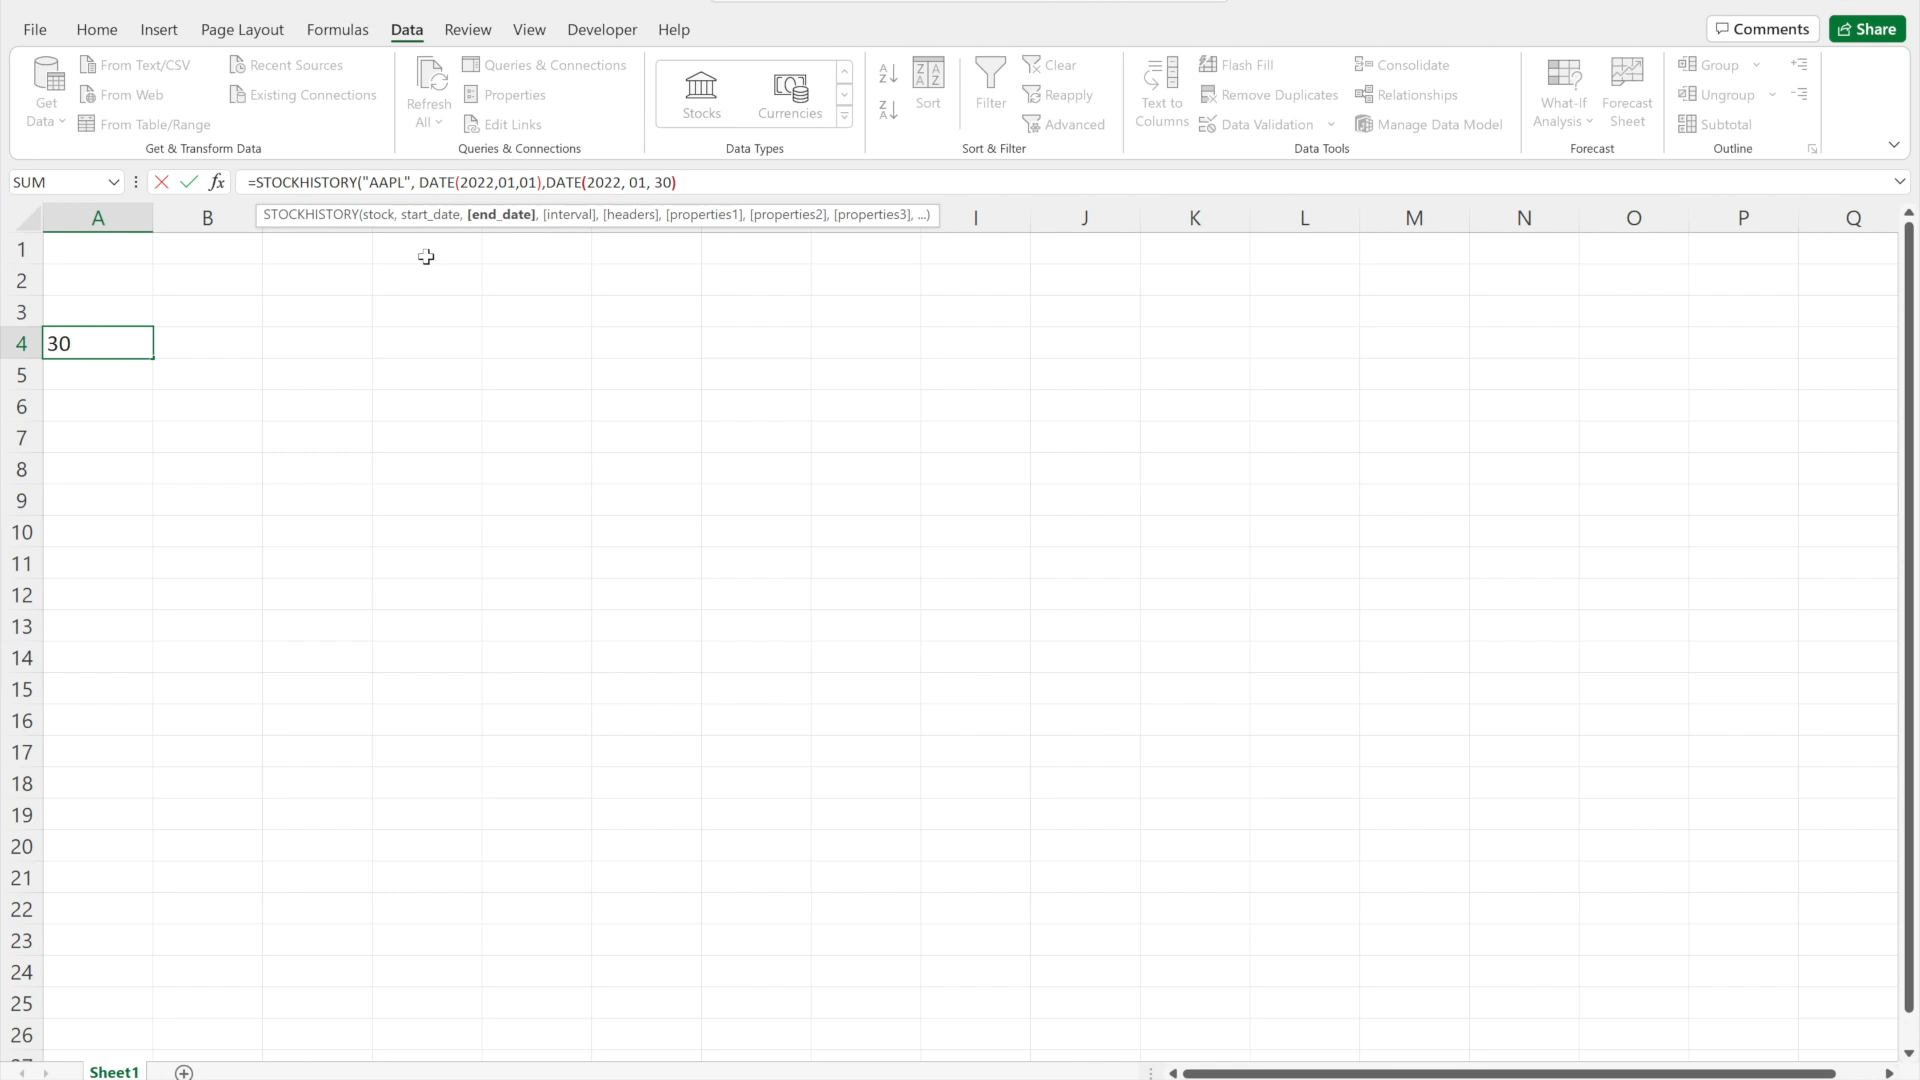 File Home Insert Page Layout Formulas Data Review View Developer Help Comments Share
From Text/CSV Recent Sources Queries & Connections Clear Flash Fill Consolidate Group
Get Data From Web Existing Connections Refresh All Properties Stocks Currencies Sort Filter Reapply Text to Columns Remove Duplicates Relationships What-If Analysis Forecast Sheet Ungroup
From Table/Range Edit Links Advanced Data Validation Manage Data Model Subtotal
Get & Transform Data Queries & Connections Data Types Sort & Filter Data Tools Forecast Outline
SUM fx =STOCKHISTORY("AAPL", DATE(2022,01,01),DATE(2022, 01, 30)
STOCKHISTORY(stock, start_date, [end_date], [interval], [headers], [properties1], [properties2], [properties3], ...)
A B I J K L M N O P Q
1
2
3
4 30
5
6
7
8
9
10
11
12
13
14
15
16
17
18
19
20
21
22
23
24
25
26
Sheet1